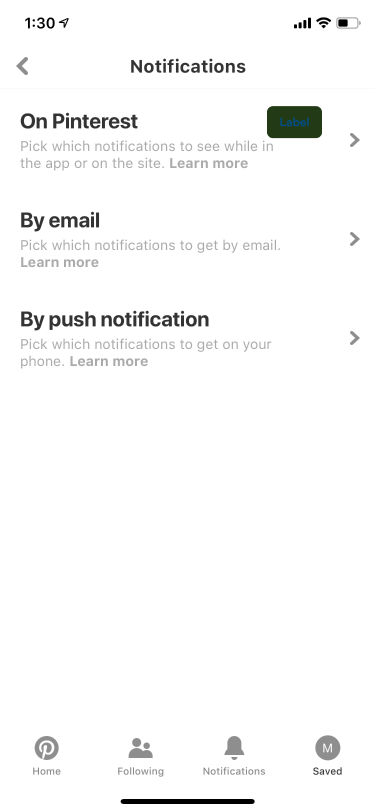 1:30
Notifications
On Pinterest
Label
Pick which notifications to see while in
the app or on the site. Learn more
By email
Pick which notifications to get by email.
Learn more
By push notification
Pick which notifications to get on your
phone. Learn more
Home
Following
Notifications
M
Saved